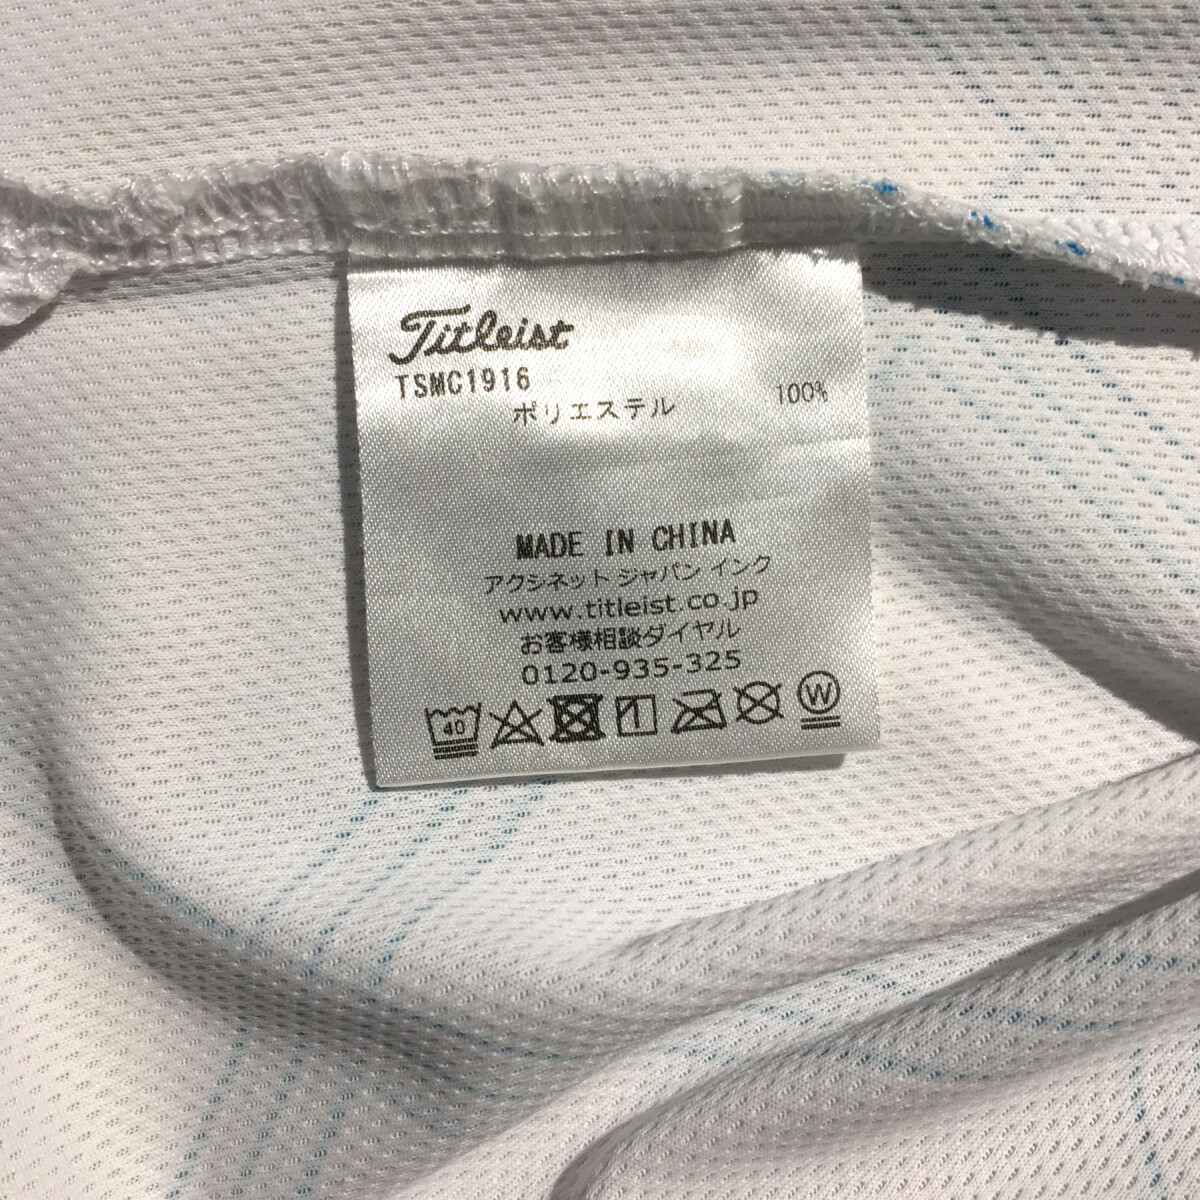 Titleist
TSMC1916
ポリエステル 100%
MADE IN CHINA
アクシネット ジャパン インク
www.titleist.co.jp
お客様相談ダイヤル
0120-935-325
40 W